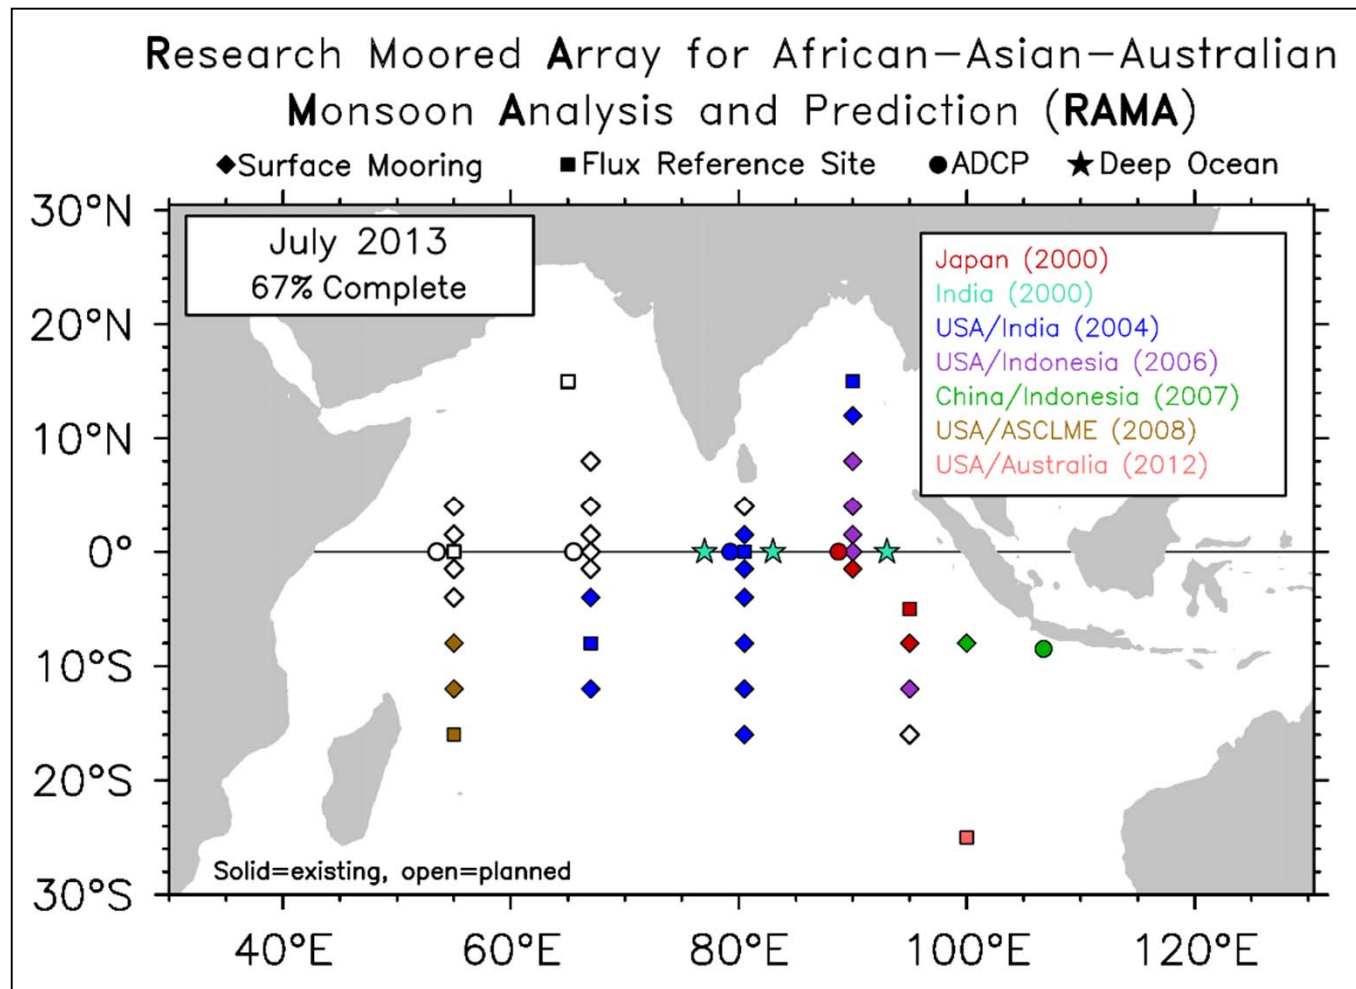 Research Moored Array for African-Asian-Australian
Monsoon Analysis and Prediction (RAMA)
Surface Mooring Flux Reference Site ADCP Deep Ocean
30°N
July 2013
67% Complete
Japan (2000)
India (2000)
20°N
USA/India (2004)
USA/Indonesia (2006)
China/Indonesia (2007)
10°N
USA/ASCLME (2008)
USA/Australia (2012)
0°
10°S
20°S
Solid=existing, open=planned
30°S
40°E 60°E 80°E 100°E 120°E